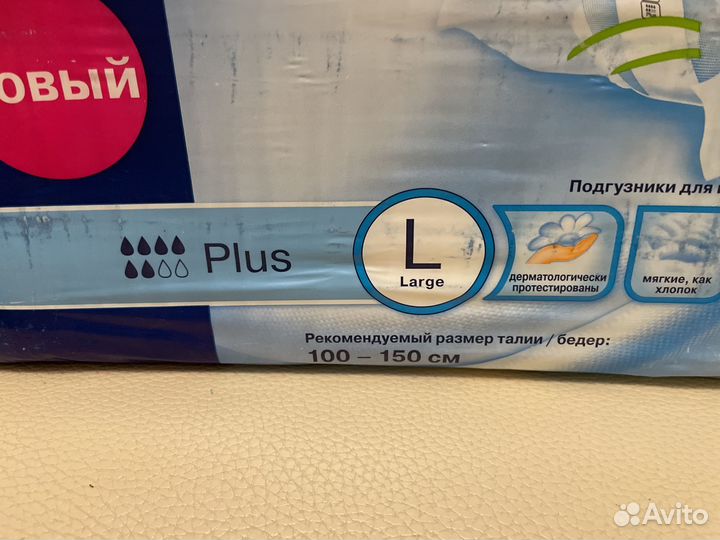 ОВЫЙ
Подгузники для
Plus
L
Large
дерматологически
протестированы
мягкие, как
хлопок
Рекомендуемый размер талии / бедер:
100 – 150 см
Avito